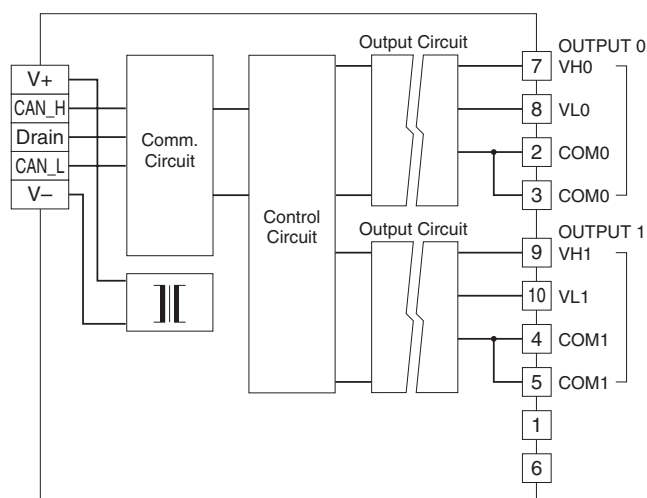 V+
CAN_H
Drain
CAN_L
V−
Comm.
Circuit
Control
Circuit
Output Circuit
OUTPUT 0
7 VH0
8 VL0
2 COM0
3 COM0
Output Circuit
OUTPUT 1
9 VH1
10 VL1
4 COM1
5 COM1
1
6